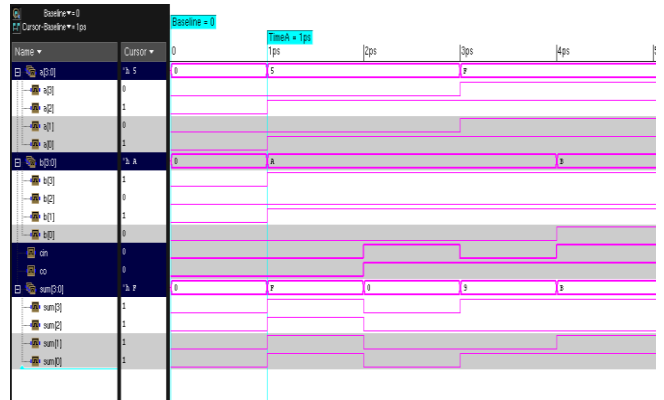 Baseline▼= 0
Cursor-Baseline▼= 1ps
Baseline = 0
TimeA = 1ps
Name▼ Cursor▼ 0 1ps 2ps 3ps 4ps
a[3:0] 'h 5 0 5 F
a[3] 0
a[2] 1
a[1] 0
a[0] 1
b[3:0] 'h A 0 A B
b[3] 1
b[2] 0
b[1] 1
b[0] 0
cin 0
co 0
sum[3:0] 'h F 0 F 0 9 B
sum[3] 1
sum[2] 1
sum[1] 1
sum[0] 1